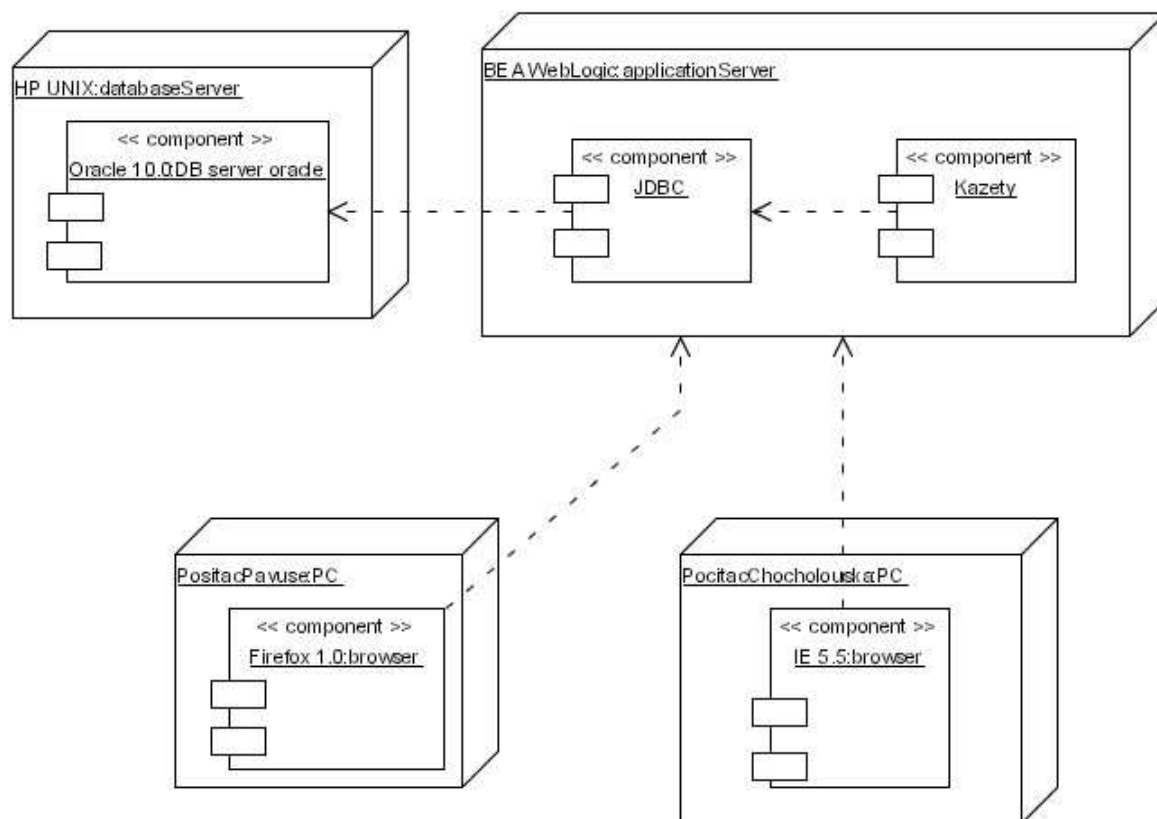 HP UNIX:databaseServer
<< component >>
Oracle 10.0:DB server oracle
BEA WebLogic:applicationServer
<< component >>
JDBC
<< component >>
Kazety
PositacPavuse:PC
<< component >>
Firefox 1.0:browser
PocitacChocholouska:PC
<< component >>
IE 5.5:browser